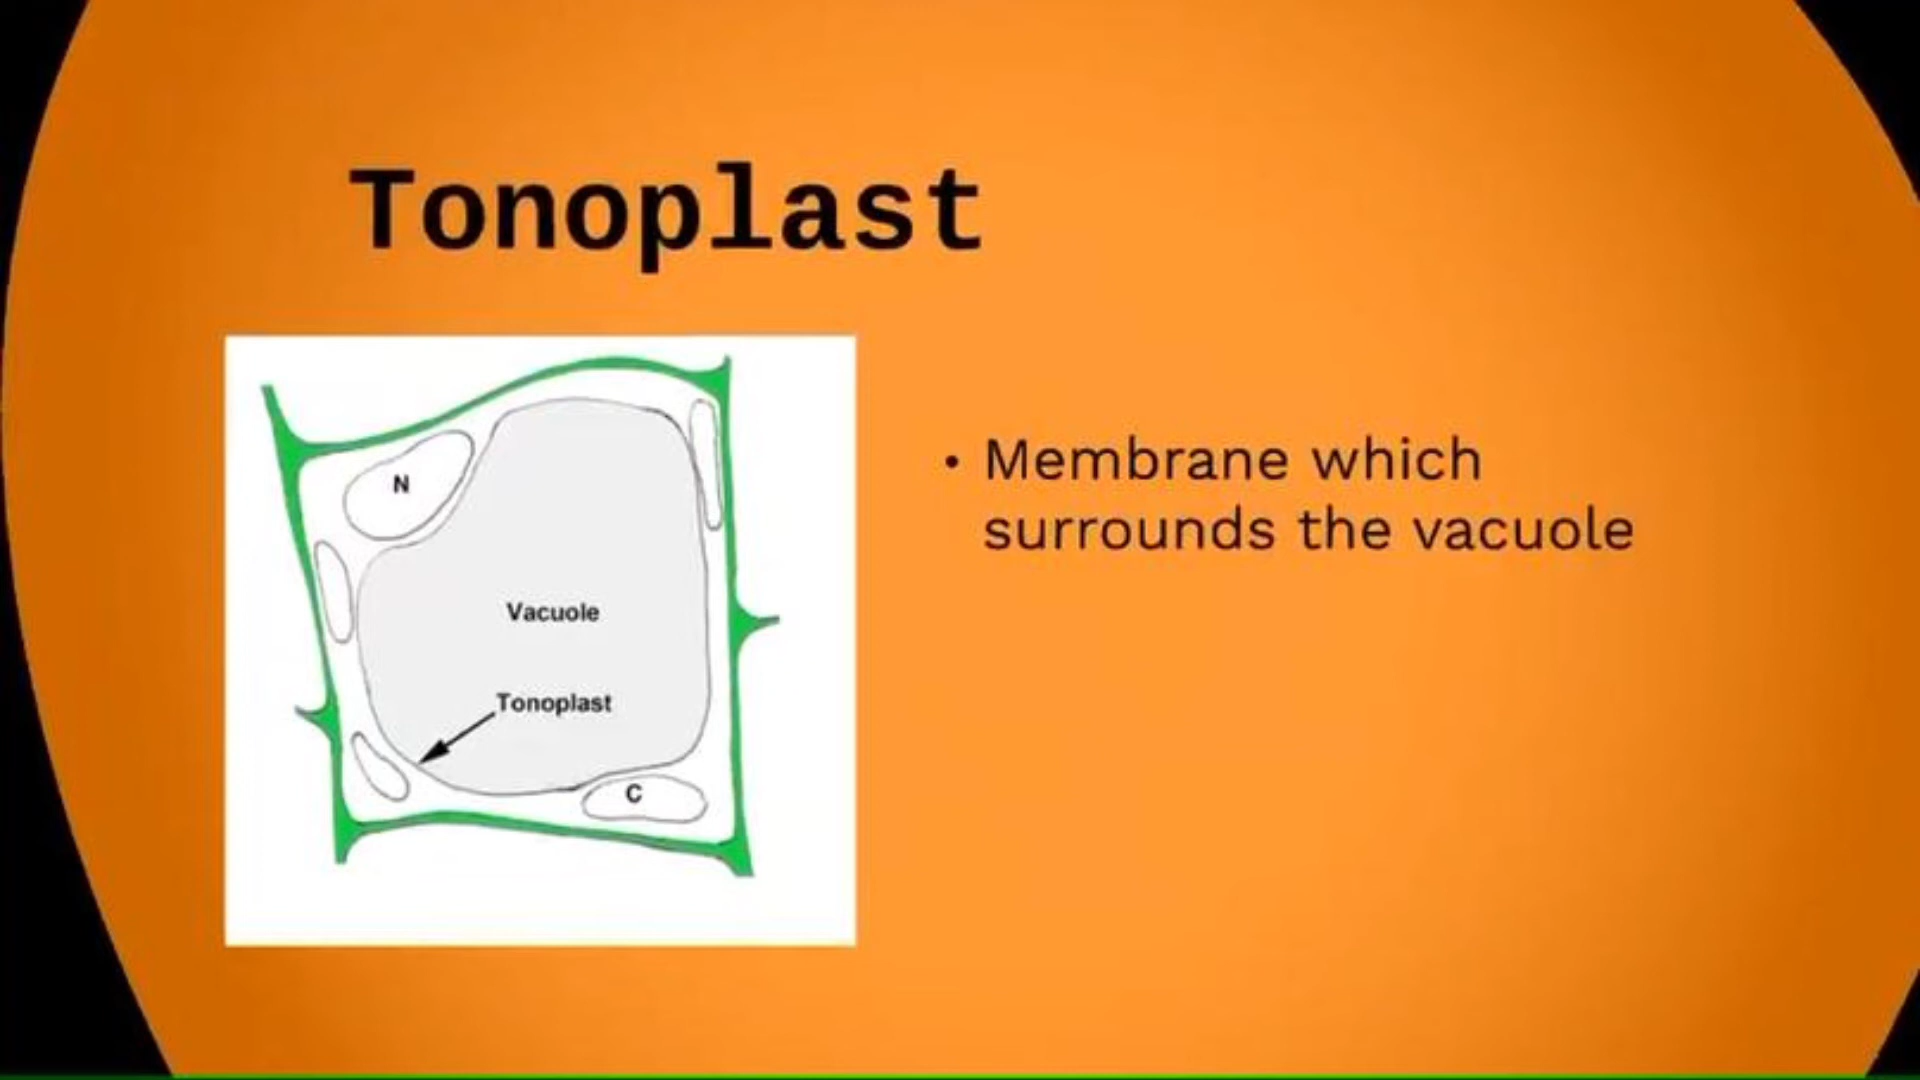 Tonoplast
N
Vacuole
Tonoplast
C
• Membrane which
surrounds the vacuole